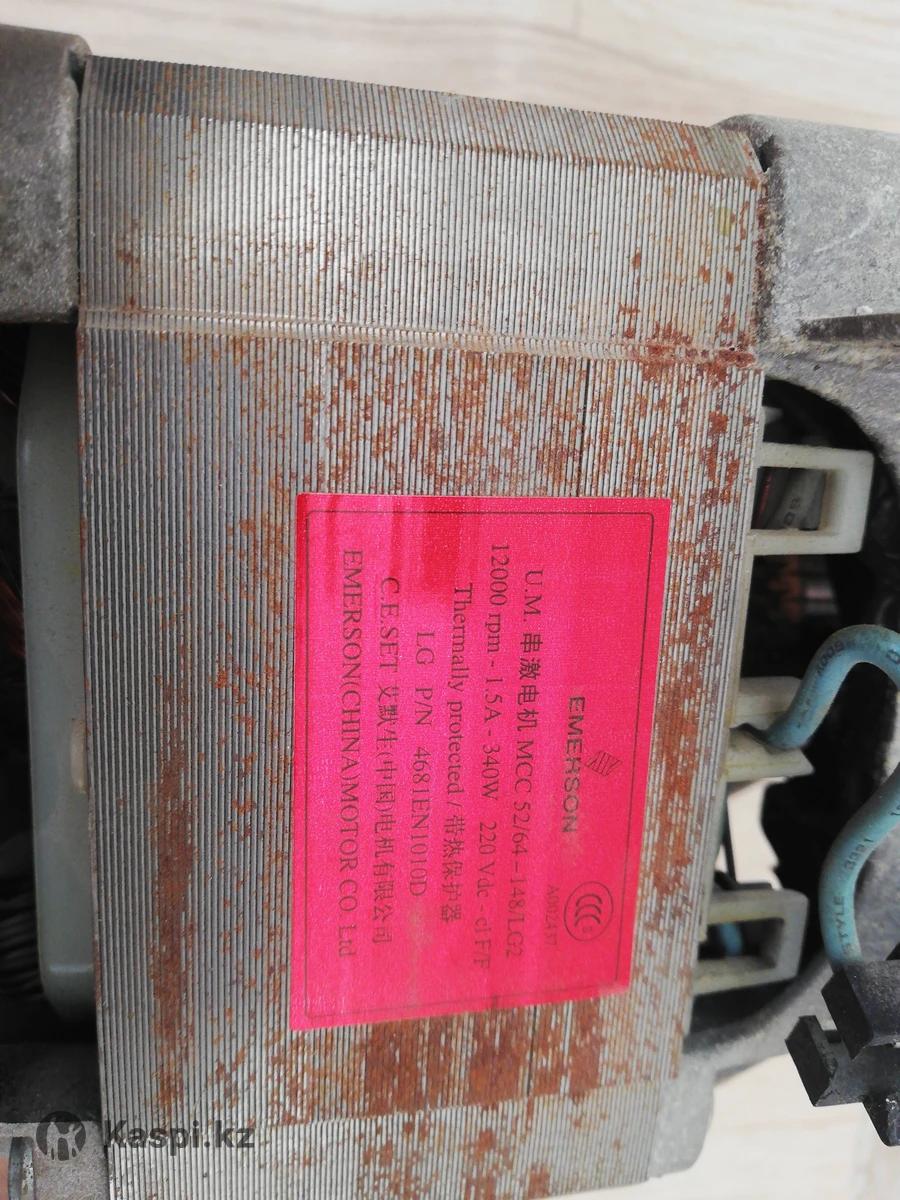 EMERSON
A002437
U.M. 串激电机 MCC 52/64-148/LG2
12000 rpm - 1.5A - 340W 220 Vdc - cl F/F
Thermally protected / 带热保护器
LG P/N 4681EN1010D
C.E.SET 艾默生(中国)电机有限公司
EMERSON(CHINA)MOTOR CO. Ltd
Kaspi.kz